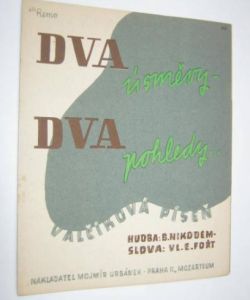 DVA
úsměvy-
DVA
pohledy...
VALČÍKOVÁ PÍSEŇ
HUDBA: B. NIKODEM-
SLOVA: VL. E. FOŘT
NAKLADATEL MOJMÍR URBÁNEK - PRAHA II., MOZARTEUM